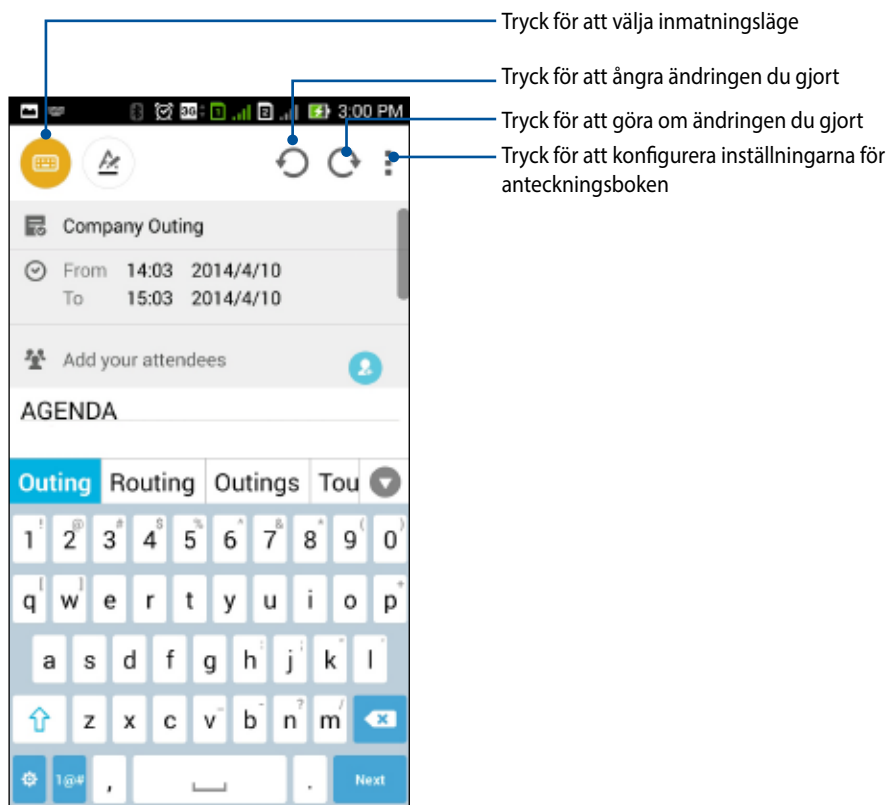 Tryck för att välja inmatningsläge
Tryck för att ångra ändringen du gjort
Tryck för att göra om ändringen du gjort
Tryck för att konfigurera inställningarna för
anteckningsboken
3G 1 2 3:00 PM
Company Outing
From 14:03 2014/4/10
To 15:03 2014/4/10
Add your attendees
AGENDA
Outing Routing Outings Tou
1 ! 2 @ 3 # 4 $ 5 % 6 ^ 7 & 8 * 9 ( 0 )
q [ w ] e r t y u i o p +
a s d f g h : j ; k " l '
z x c v _ b - n ? m /
1@# , . Next